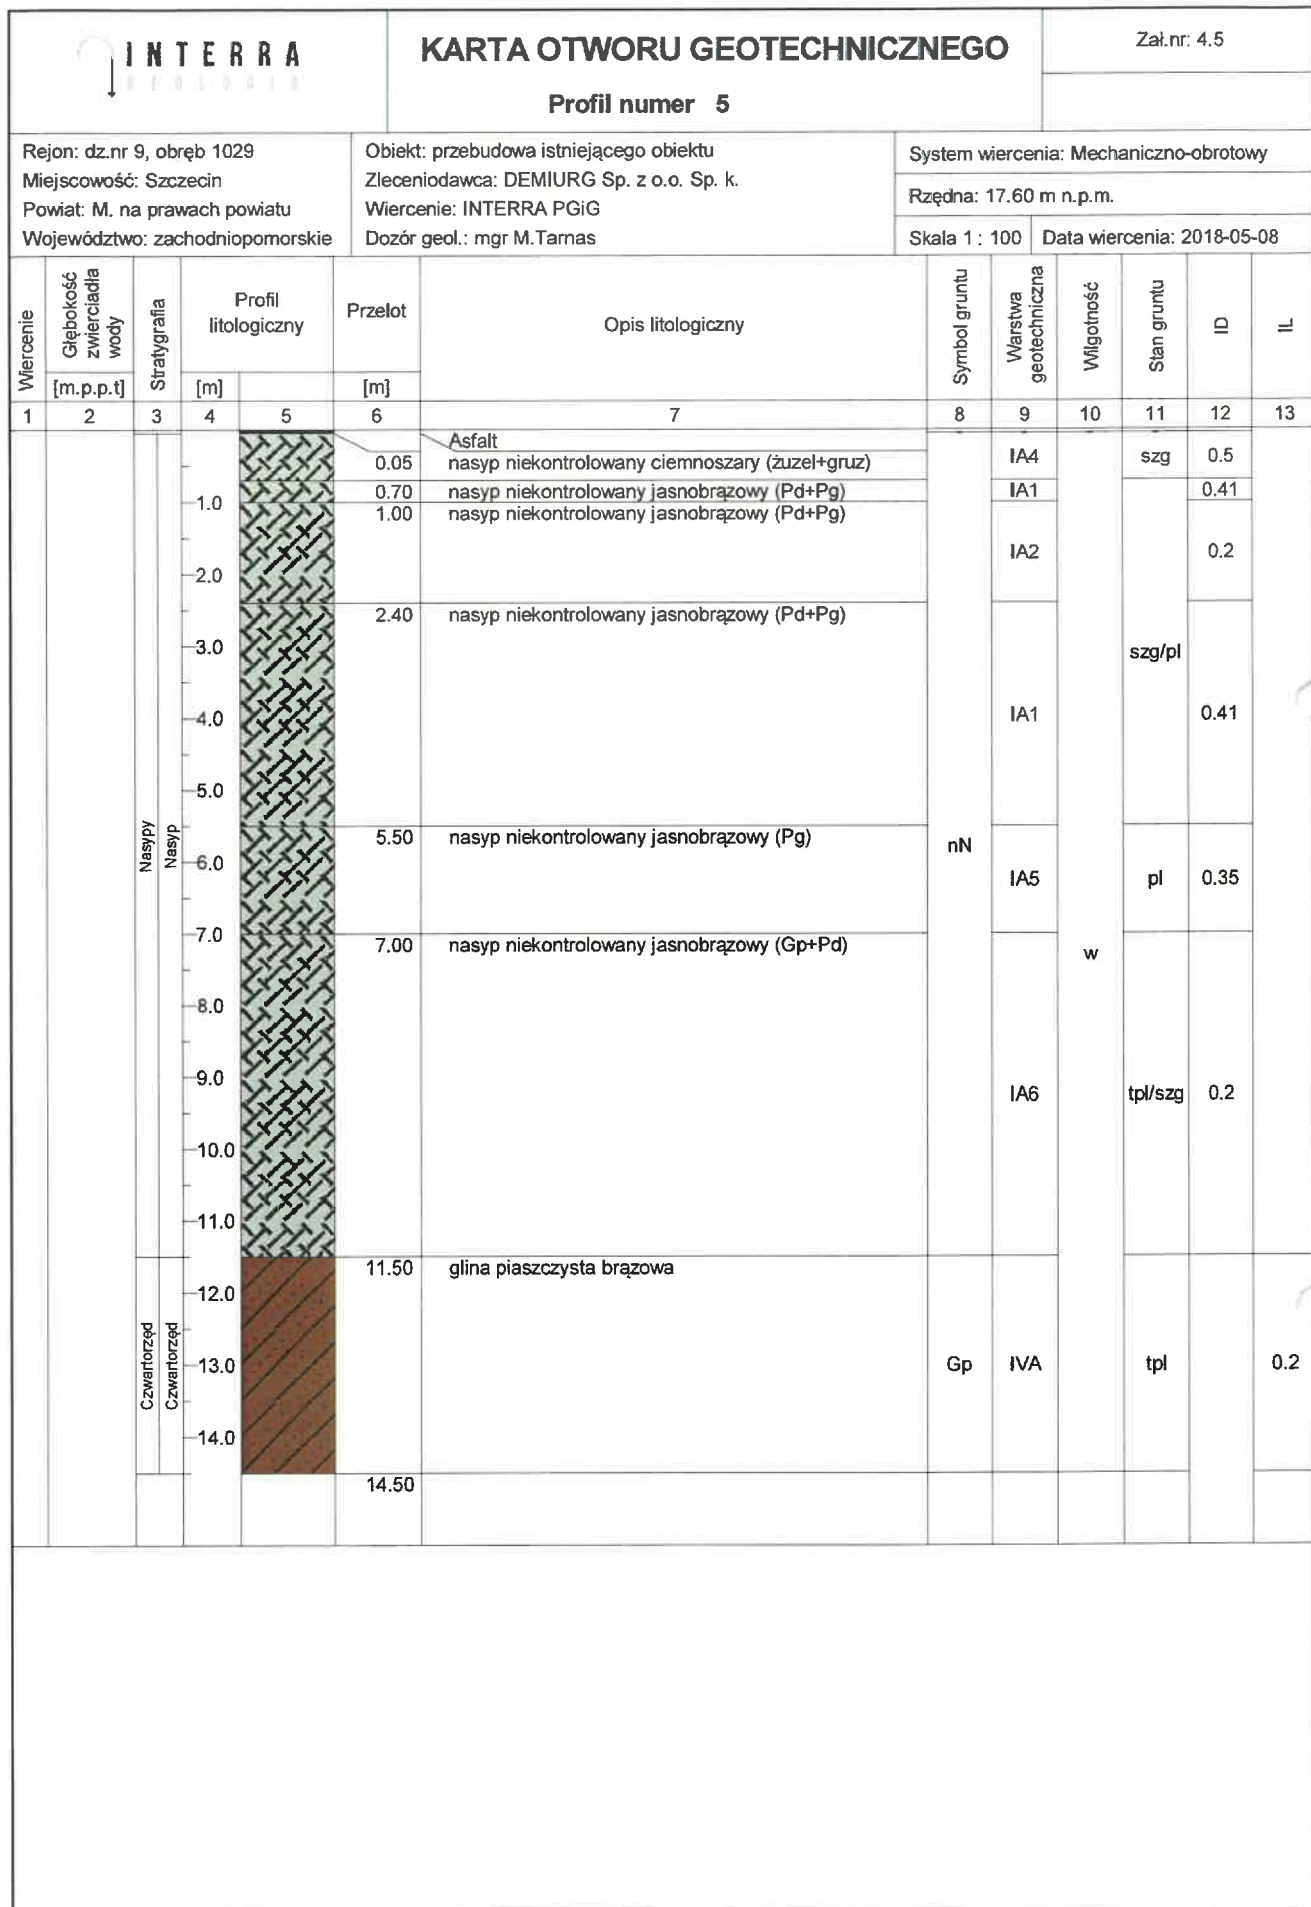 INTERRA
GEOLOGIA
KARTA OTWORU GEOTECHNICZNEGO
Profil numer 5
Zał.nr: 4.5
Rejon: dz.nr 9, obręb 1029
Miejscowość: Szczecin
Powiat: M. na prawach powiatu
Województwo: zachodniopomorskie
Obiekt: przebudowa istniejącego obiektu
Zleceniodawca: DEMIURG Sp. z o.o. Sp. k.
Wiercenie: INTERRA PGiG
Dozór geol.: mgr M.Tarnas
System wiercenia: Mechaniczno-obrotowy
Rzędna: 17.60 m n.p.m.
Skala 1 : 100 Data wiercenia: 2018-05-08
Wiercenie
Głębokość zwierciadła wody
[m.p.p.t]
Stratygrafia
Profil litologiczny
[m]
Przelot
[m]
Opis litologiczny
Symbol gruntu
Warstwa geotechniczna
Wilgotność
Stan gruntu
ID
IL
1 2 3 4 5 6 7 8 9 10 11 12 13
Asfalt
0.05 nasyp niekontrolowany ciemnoszary (żuzel+gruz) IA4 szg 0.5
0.70 nasyp niekontrolowany jasnobrązowy (Pd+Pg) IA1 0.41
1.0
1.00 nasyp niekontrolowany jasnobrązowy (Pd+Pg)
IA2 0.2
2.0
2.40 nasyp niekontrolowany jasnobrązowy (Pd+Pg)
3.0
szg/pl
4.0
IA1 0.41
5.0
Nasypy
Nasyp
5.50 nasyp niekontrolowany jasnobrązowy (Pg)
nN
6.0
IA5 pl 0.35
7.0
7.00 nasyp niekontrolowany jasnobrązowy (Gp+Pd)
w
8.0
9.0
IA6 tpl/szg 0.2
10.0
11.0
11.50 glina piaszczysta brązowa
12.0
Czwartorzęd
Czwartorzęd
13.0
Gp IVA tpl 0.2
14.0
14.50